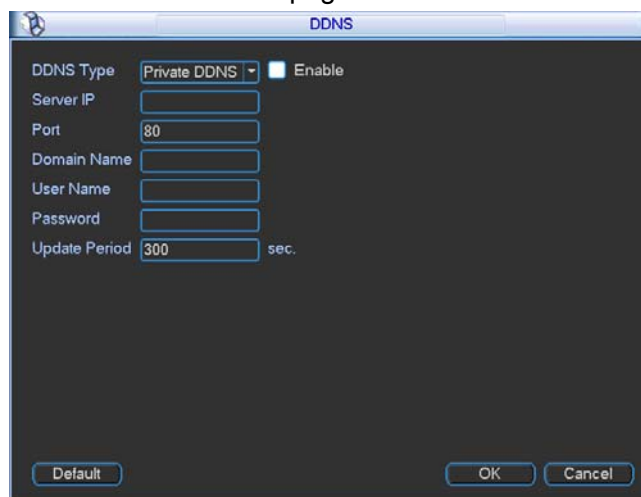 pag
DDNS
DDNS Type Private DDNS Enable
Server IP
Port 80
Domain Name
User Name
Password
Update Period 300 sec.
Default OK Cancel